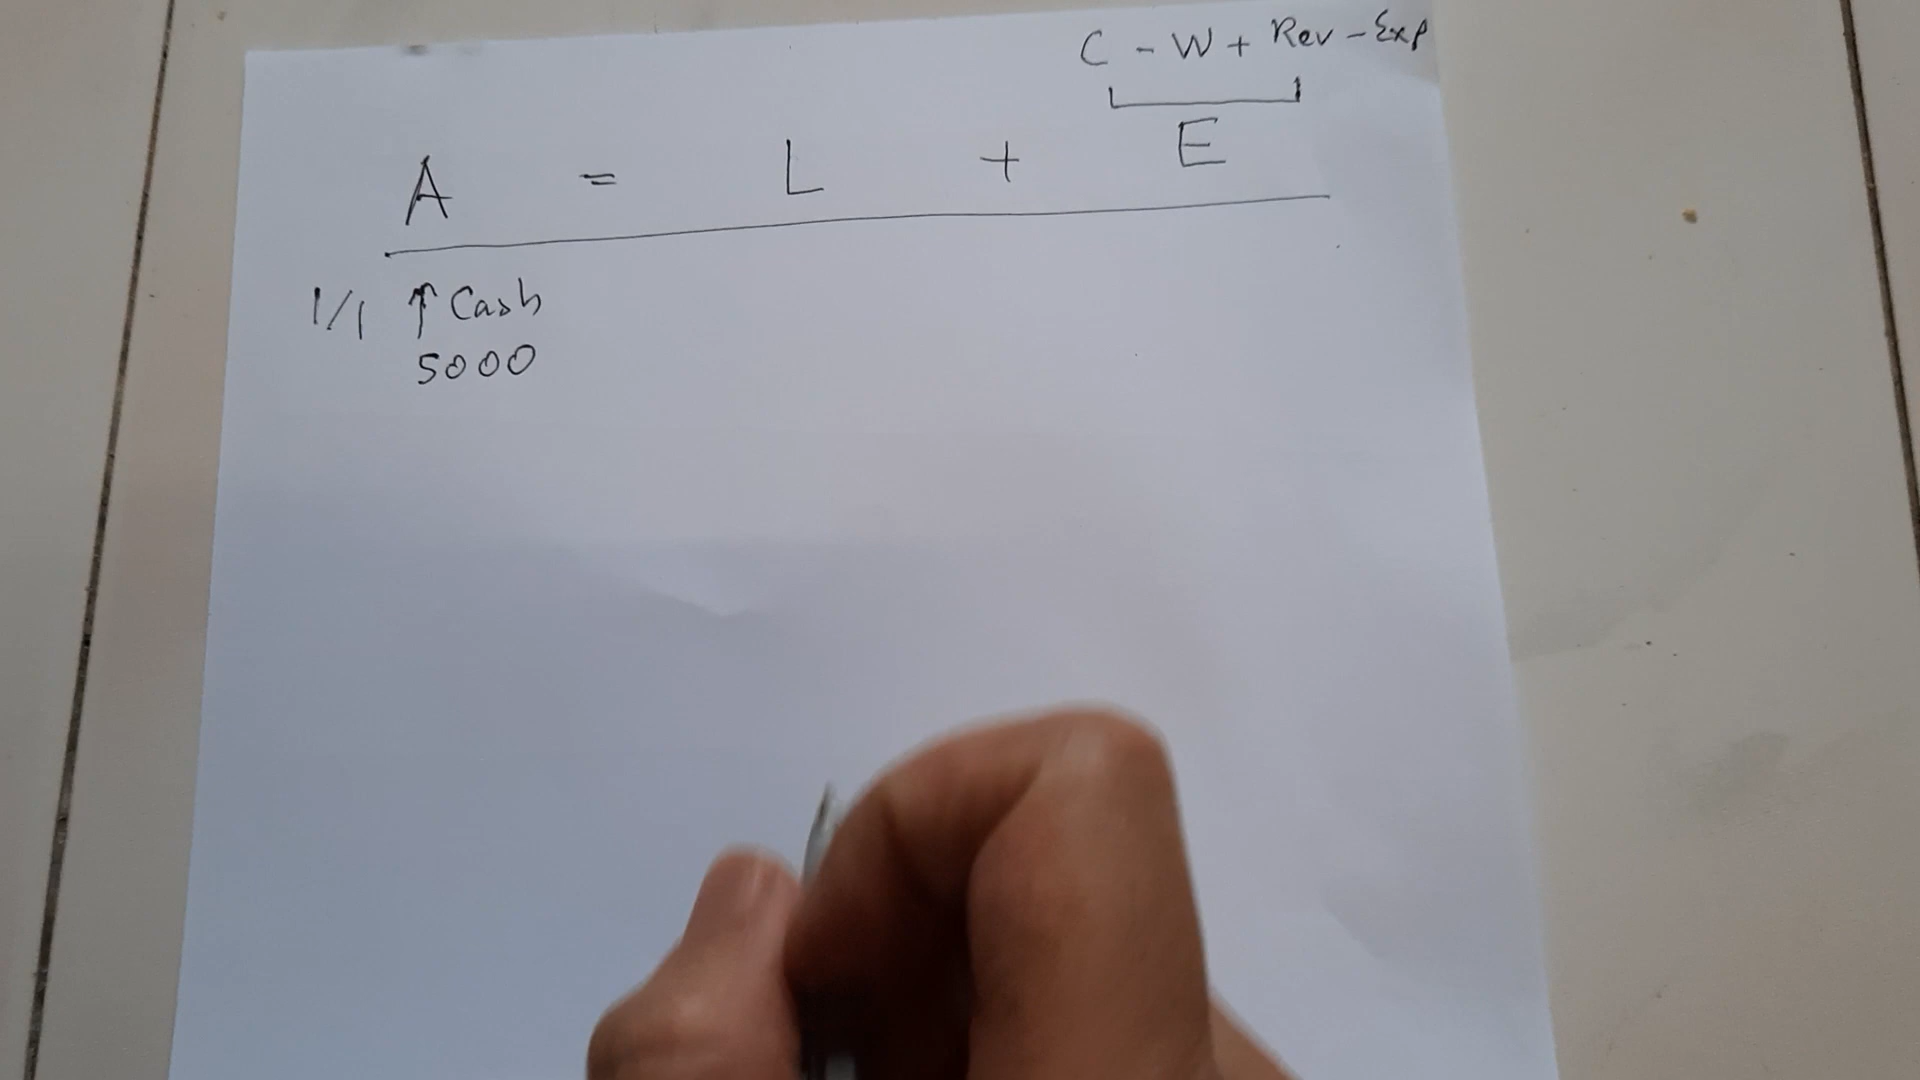 C - W + Rev - Exp
A = L + E
1/1 ↑ Cash
5000